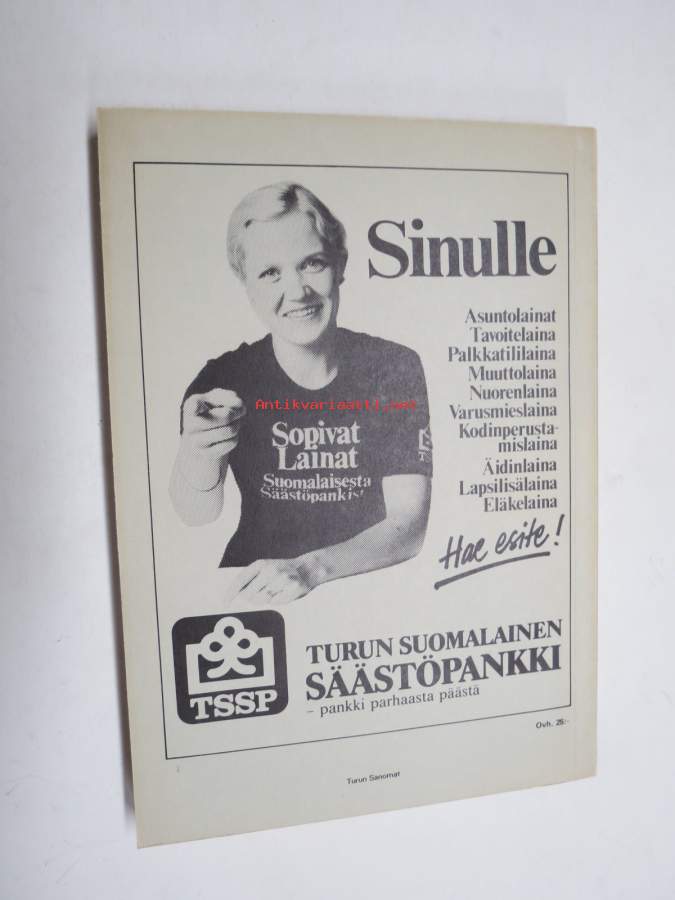 Sinulle
Asuntolainat
Tavoitelaina
Palkkatililaina
Muuttolaina
Nuorenlaina
Varusmieslaina
Kodinperusta-
mislaina
Äidinlaina
Lapsilisälaina
Eläkelaina
Hae esite!
Antikvariaatti.net
Sopivat
Lainat
Suomalaisesta
Säästöpankist
TSSP
TURUN SUOMALAINEN
SÄÄSTÖPANKKI
– pankki parhaasta päästä
Ovh. 25:-
Turun Sanomat